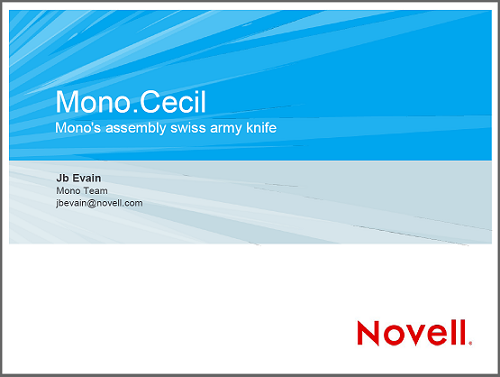 Mono.Cecil
Mono's assembly swiss army knife
Jb Evain
Mono Team
jbevain@novell.com
Novell.